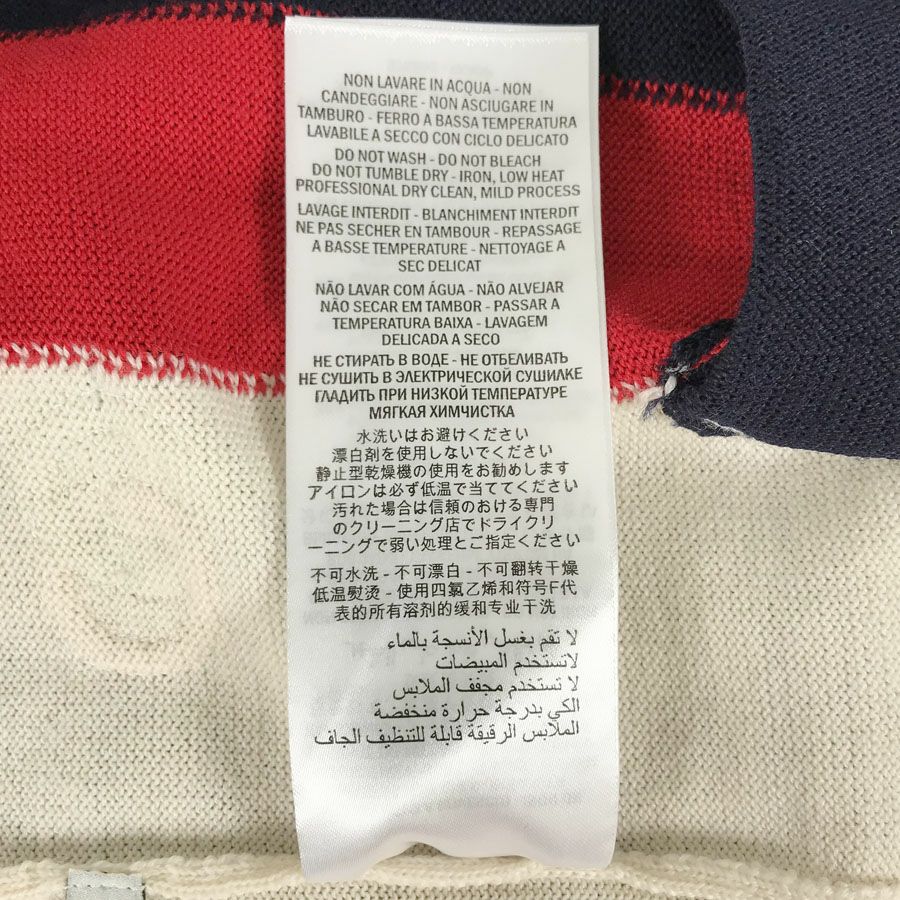 NON LAVARE IN ACQUA - NON
CANDEGGIARE - NON ASCIUGARE IN
TAMBURO - FERRO A BASSA TEMPERATURA
LAVABILE A SECCO CON CICLO DELICATO
DO NOT WASH - DO NOT BLEACH
DO NOT TUMBLE DRY - IRON, LOW HEAT
PROFESSIONAL DRY CLEAN, MILD PROCESS
LAVAGE INTERDIT - BLANCHIMENT INTERDIT
NE PAS SECHER EN TAMBOUR - REPASSAGE
A BASSE TEMPERATURE - NETTOYAGE A
SEC DELICAT
NÃO LAVAR COM ÁGUA - NÃO ALVEJAR
NÃO SECAR EM TAMBOR - PASSAR A
TEMPERATURA BAIXA - LAVAGEM
DELICADA A SECO
НЕ СТИРАТЬ В ВОДЕ - НЕ ОТБЕЛИВАТЬ
НЕ СУШИТЬ В ЭЛЕКТРИЧЕСКОЙ СУШИЛКЕ
ГЛАДИТЬ ПРИ НИЗКОЙ ТЕМПЕРАТУРЕ
МЯГКАЯ ХИМЧИСТКА
水洗いはお避けください
漂白剤を使用しないでください
静止型乾燥機の使用をお勧めします
アイロンは必ず低温で当ててください
汚れた場合は信頼のおける専門
のクリーニング店でドライクリ
ーニングで弱い処理とご指定ください
不可水洗 - 不可漂白 - 不可翻转干燥
低温熨烫 - 使用四氯乙烯和符号F代
表的所有溶剂的缓和专业干洗
لا تقم بغسل الأنسجة بالماء
لاتستخدم المبيضات
لا تستخدم مجفف الملابس
الكي بدرجة حرارة منخفضة
الملابس الرقيقة قابلة للتنظيف الجاف